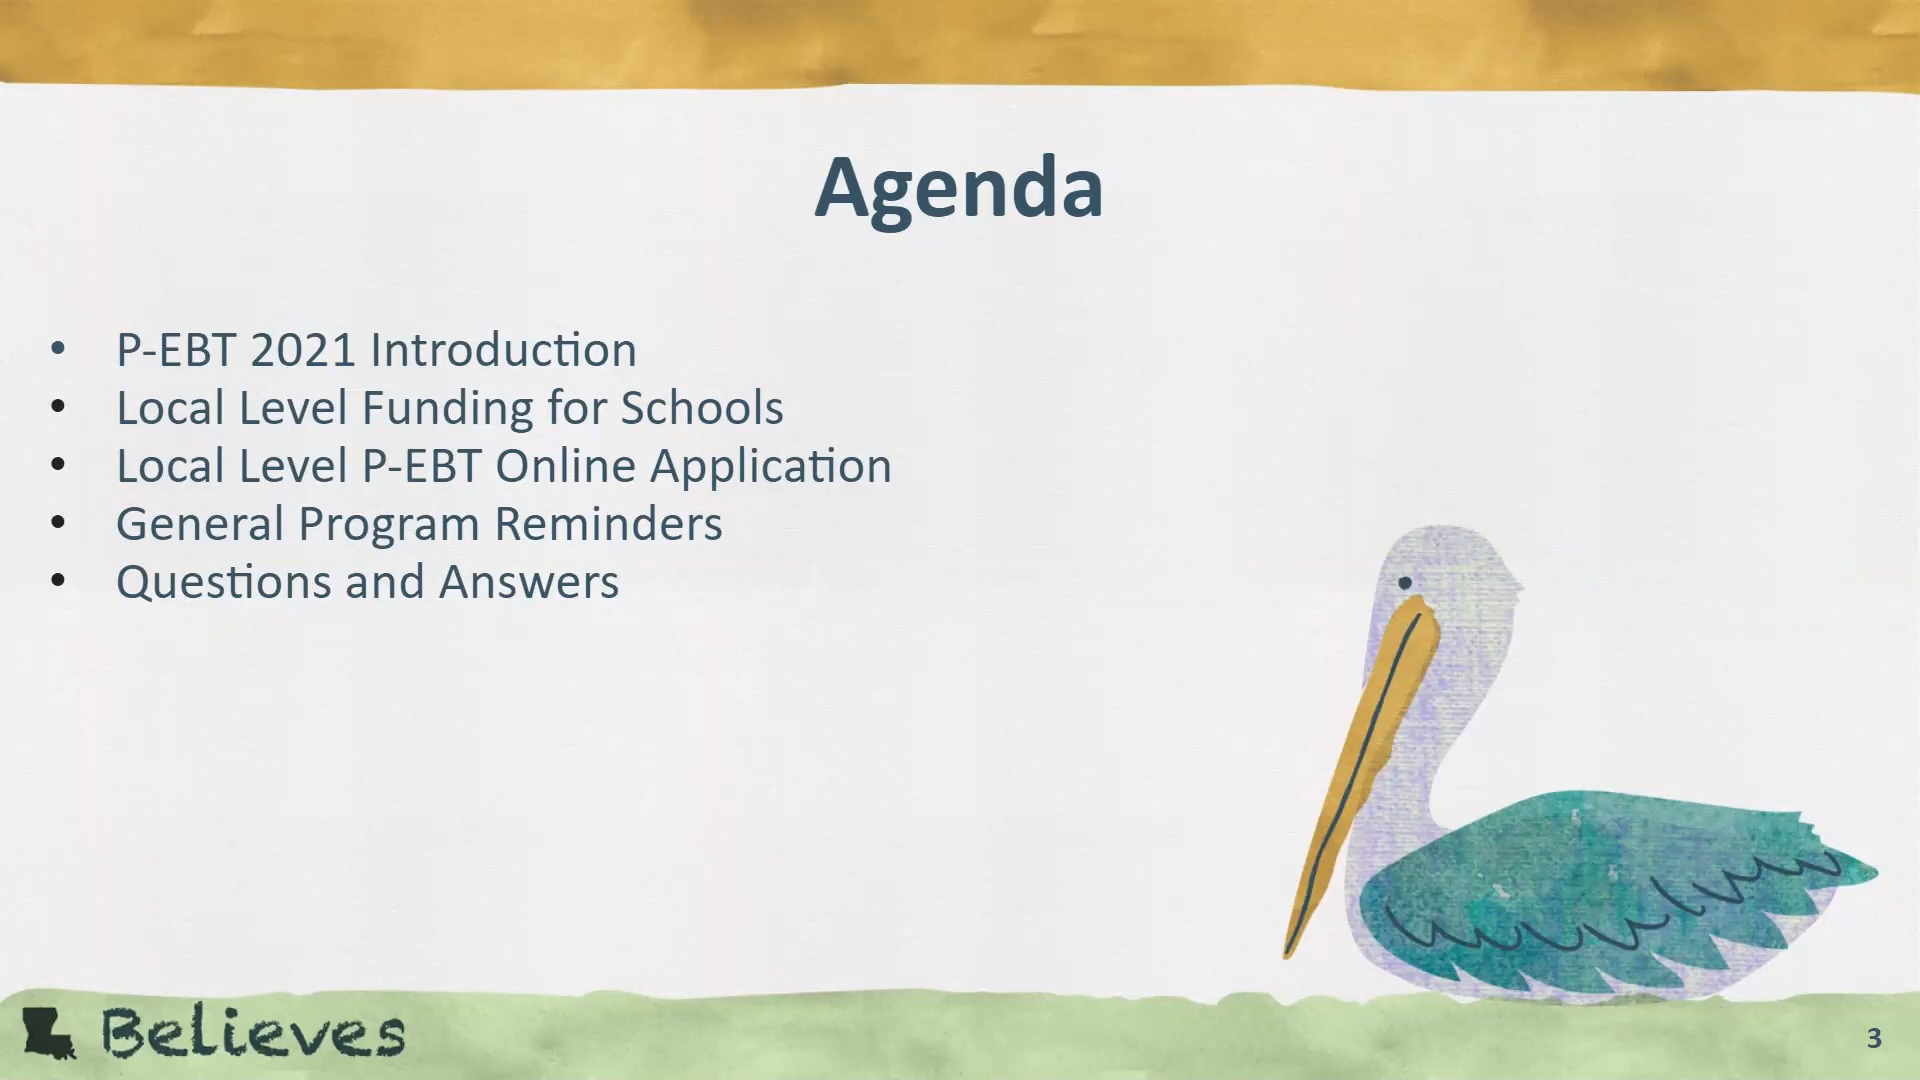 Agenda
• P-EBT 2021 Introduction
• Local Level Funding for Schools
• Local Level P-EBT Online Application
• General Program Reminders
• Questions and Answers
Believes
3